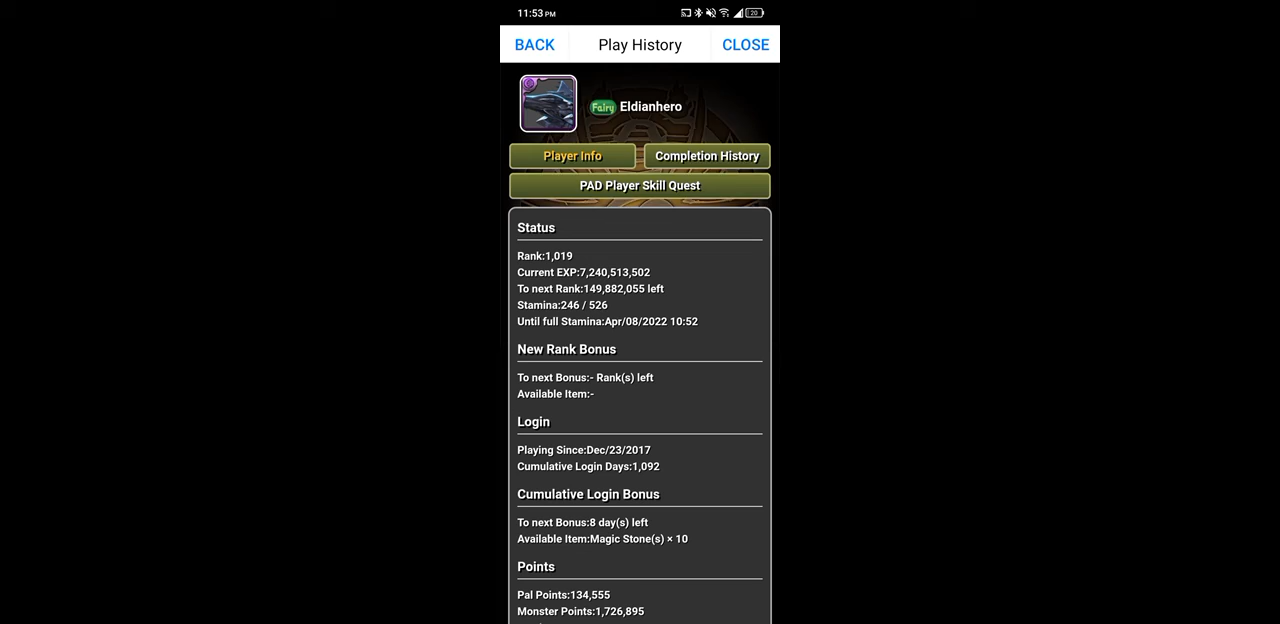 11:53 PM
20
BACK
Play History
CLOSE
Fairy Eldianhero
Player Info
Completion History
PAD Player Skill Quest
Status
Rank:1,019
Current EXP:7,240,513,502
To next Rank:149,882,055 left
Stamina:246 / 526
Until full Stamina:Apr/08/2022 10:52
New Rank Bonus
To next Bonus:- Rank(s) left
Available Item:-
Login
Playing Since:Dec/23/2017
Cumulative Login Days:1,092
Cumulative Login Bonus
To next Bonus:8 day(s) left
Available Item:Magic Stone(s) × 10
Points
Pal Points:134,555
Monster Points:1,726,895